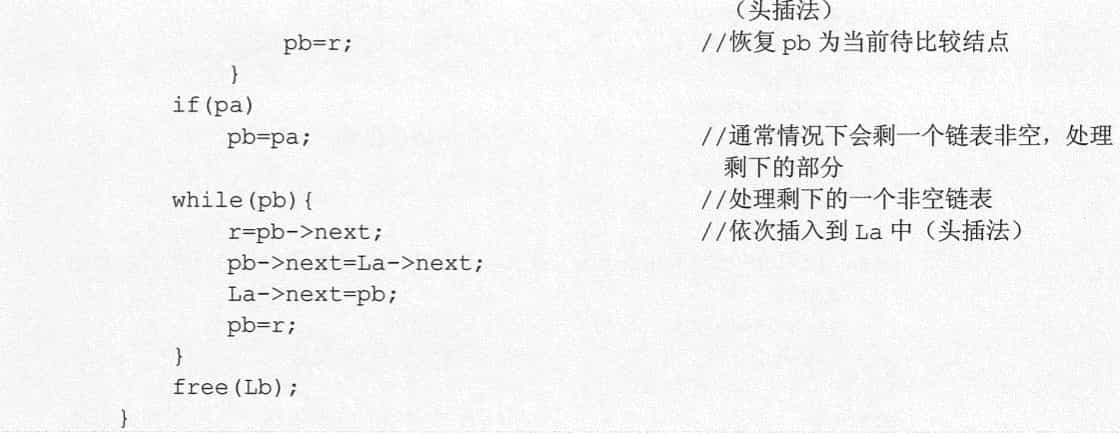 （头插法）
pb=r; //恢复 pb 为当前待比较结点
}
if(pa)
pb=pa; //通常情况下会剩一个链表非空，处理
剩下的部分
while(pb){ //处理剩下的一个非空链表
r=pb->next; //依次插入到 La 中（头插法）
pb->next=La->next;
La->next=pb;
pb=r;
}
free(Lb);
}